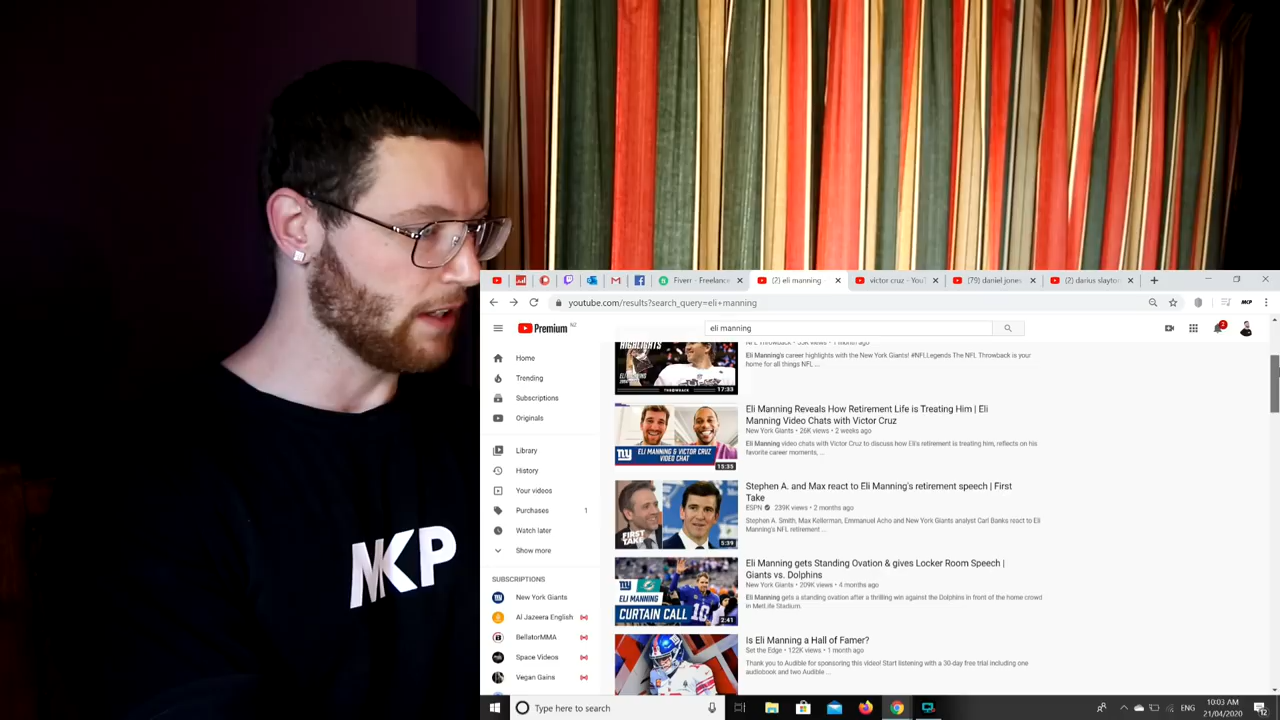 Fiverr - Freelance
(2) eli manning
victor cruz - YouT
(79) daniel jones
(2) darius slayton
youtube.com/results?search_query=eli+manning
MCP
Premium NZ
eli manning
2
Home
Trending
Subscriptions
Originals
Library
History
Your videos
Purchases 1
Watch later
Show more
SUBSCRIPTIONS
New York Giants
Al Jazeera English
BellatorMMA
Space Videos
Vegan Gains
HIGHLIGHTS
17:33
NFL Throwback • 55K views • 1 month ago
Eli Manning's career highlights with the New York Giants! #NFLLegends The NFL Throwback is your
home for all things NFL ...
ELI MANNING & VICTOR CRUZ
VIDEO CHAT
15:35
Eli Manning Reveals How Retirement Life is Treating Him | Eli
Manning Video Chats with Victor Cruz
New York Giants • 26K views • 2 weeks ago
Eli Manning video chats with Victor Cruz to discuss how Eli's retirement is treating him, reflects on his
favorite career moments, ...
FIRST
TAKE
5:39
Stephen A. and Max react to Eli Manning's retirement speech | First
Take
ESPN 239K views • 2 months ago
Stephen A. Smith, Max Kellerman, Emmanuel Acho and New York Giants analyst Carl Banks react to Eli
Manning's NFL retirement ...
ELI MANNING
CURTAIN CALL
10
2:41
Eli Manning gets Standing Ovation & gives Locker Room Speech |
Giants vs. Dolphins
New York Giants • 209K views • 4 months ago
Eli Manning gets a standing ovation after a thrilling win against the Dolphins in front of the home crowd
in MetLife Stadium.
Is Eli Manning a Hall of Famer?
Set the Edge • 122K views • 1 month ago
Thank you to Audible for sponsoring this video! Start listening with a 30-day free trial including one
audiobook and two Audible ...
Type here to search
ENG
10:03 AM
21/04/2020
12